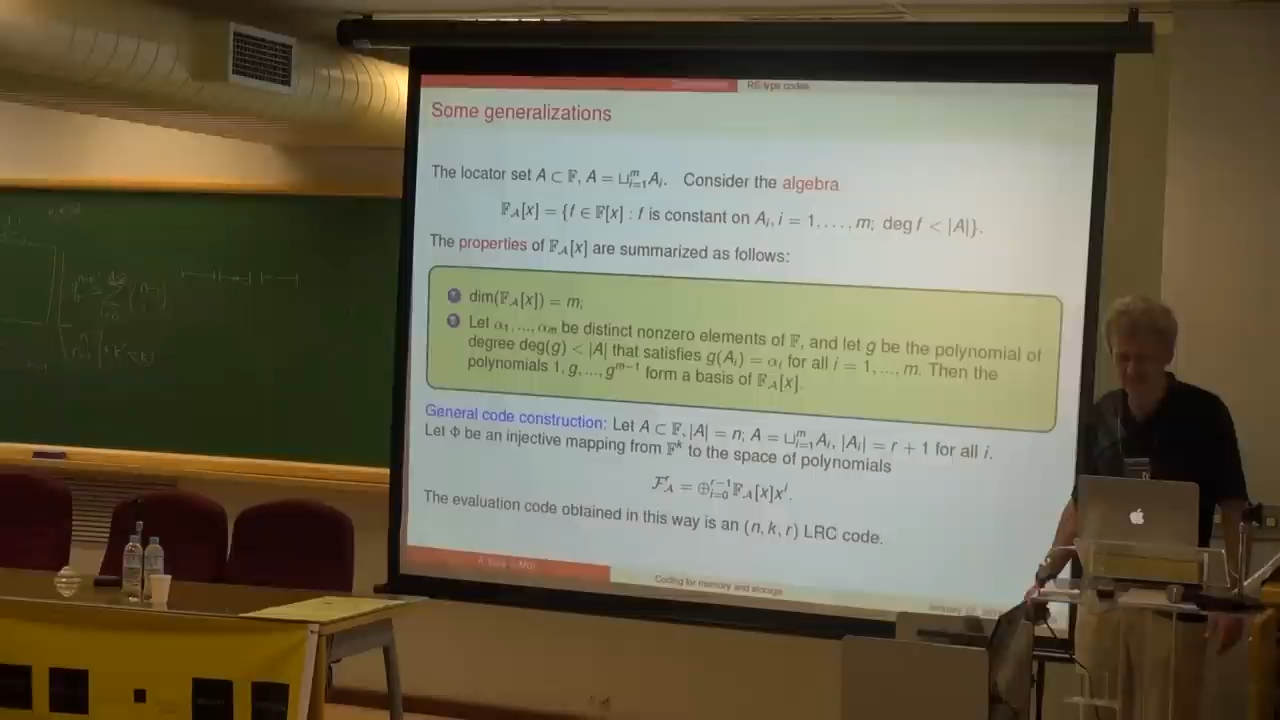 RS-type codes
Some generalizations
The locator set A ⊂ 𝔽, A = ⊔ᵢ₌₁ᵐ Aᵢ. Consider the algebra
𝔽_A[x] = {f ∈ 𝔽[x] : f is constant on Aᵢ, i = 1, . . . , m; deg f < |A|}.
The properties of 𝔽_A[x] are summarized as follows:
1 dim(𝔽_A[x]) = m;
2 Let α₁, ..., αₘ be distinct nonzero elements of 𝔽, and let g be the polynomial of
degree deg(g) < |A| that satisfies g(Aᵢ) = αᵢ for all i = 1, ..., m. Then the
polynomials 1, g, ..., gᵐ⁻¹ form a basis of 𝔽_A[x].
General code construction: Let A ⊂ 𝔽, |A| = n; A = ⊔ᵢ₌₁ᵐ Aᵢ, |Aᵢ| = r + 1 for all i.
Let Φ be an injective mapping from 𝔽ᵏ to the space of polynomials
ℱ_Aʳ = ⊕ᵢ₌₀ʳ⁻¹ 𝔽_A[x]xⁱ.
The evaluation code obtained in this way is an (n, k, r) LRC code.
Coding for memory and storage
January